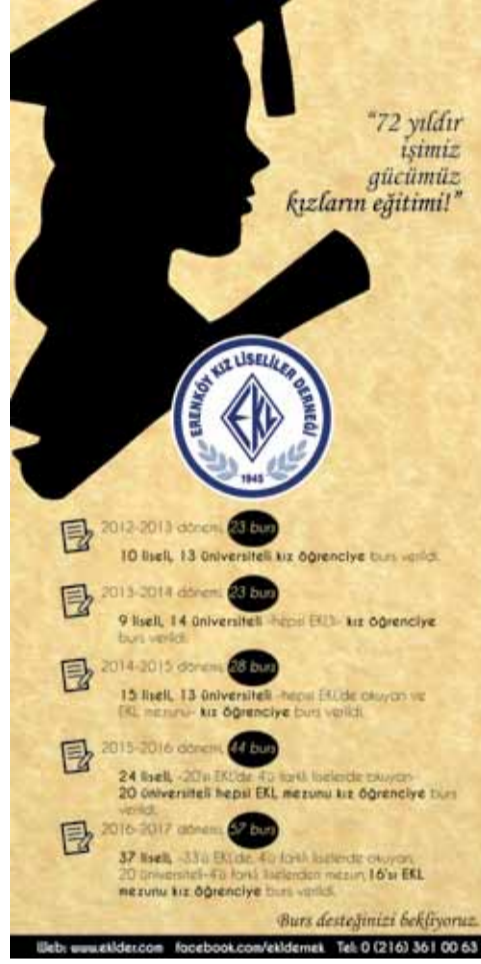 "72 yıldır
işimiz
gücümüz
kızların eğitimi!"
ERENKÖY KIZ LİSELİLER DERNEĞİ
EKL
1945
2012-2013 dönemi, 23 burs
10 liseli, 13 üniversiteli kız öğrenciye burs verildi.
2013-2014 dönemi, 23 burs
9 liseli, 14 üniversiteli -hepsi EKL'li- kız öğrenciye
burs verildi.
2014-2015 dönemi, 28 burs
15 liseli, 13 üniversiteli -hepsi EKL'de okuyan ve
EKL mezunu- kız öğrenciye burs verildi.
2015-2016 dönemi, 44 burs
24 liseli, -20'si EKL'de, 4'ü farklı liselerde okuyan-
20 üniversiteli hepsi EKL mezunu kız öğrenciye burs
verildi.
2016-2017 dönemi, 57 burs
37 liseli, -33'ü EKL'de, 4'ü farklı liselerde okuyan,
20 üniversiteli-4'ü farklı liselerden mezun, 16'sı EKL
mezunu kız öğrenciye burs verildi.
Burs desteğinizi bekliyoruz.
Web: www.eklder.com facebook.com/ekldernek Tel: 0 (216) 361 00 63